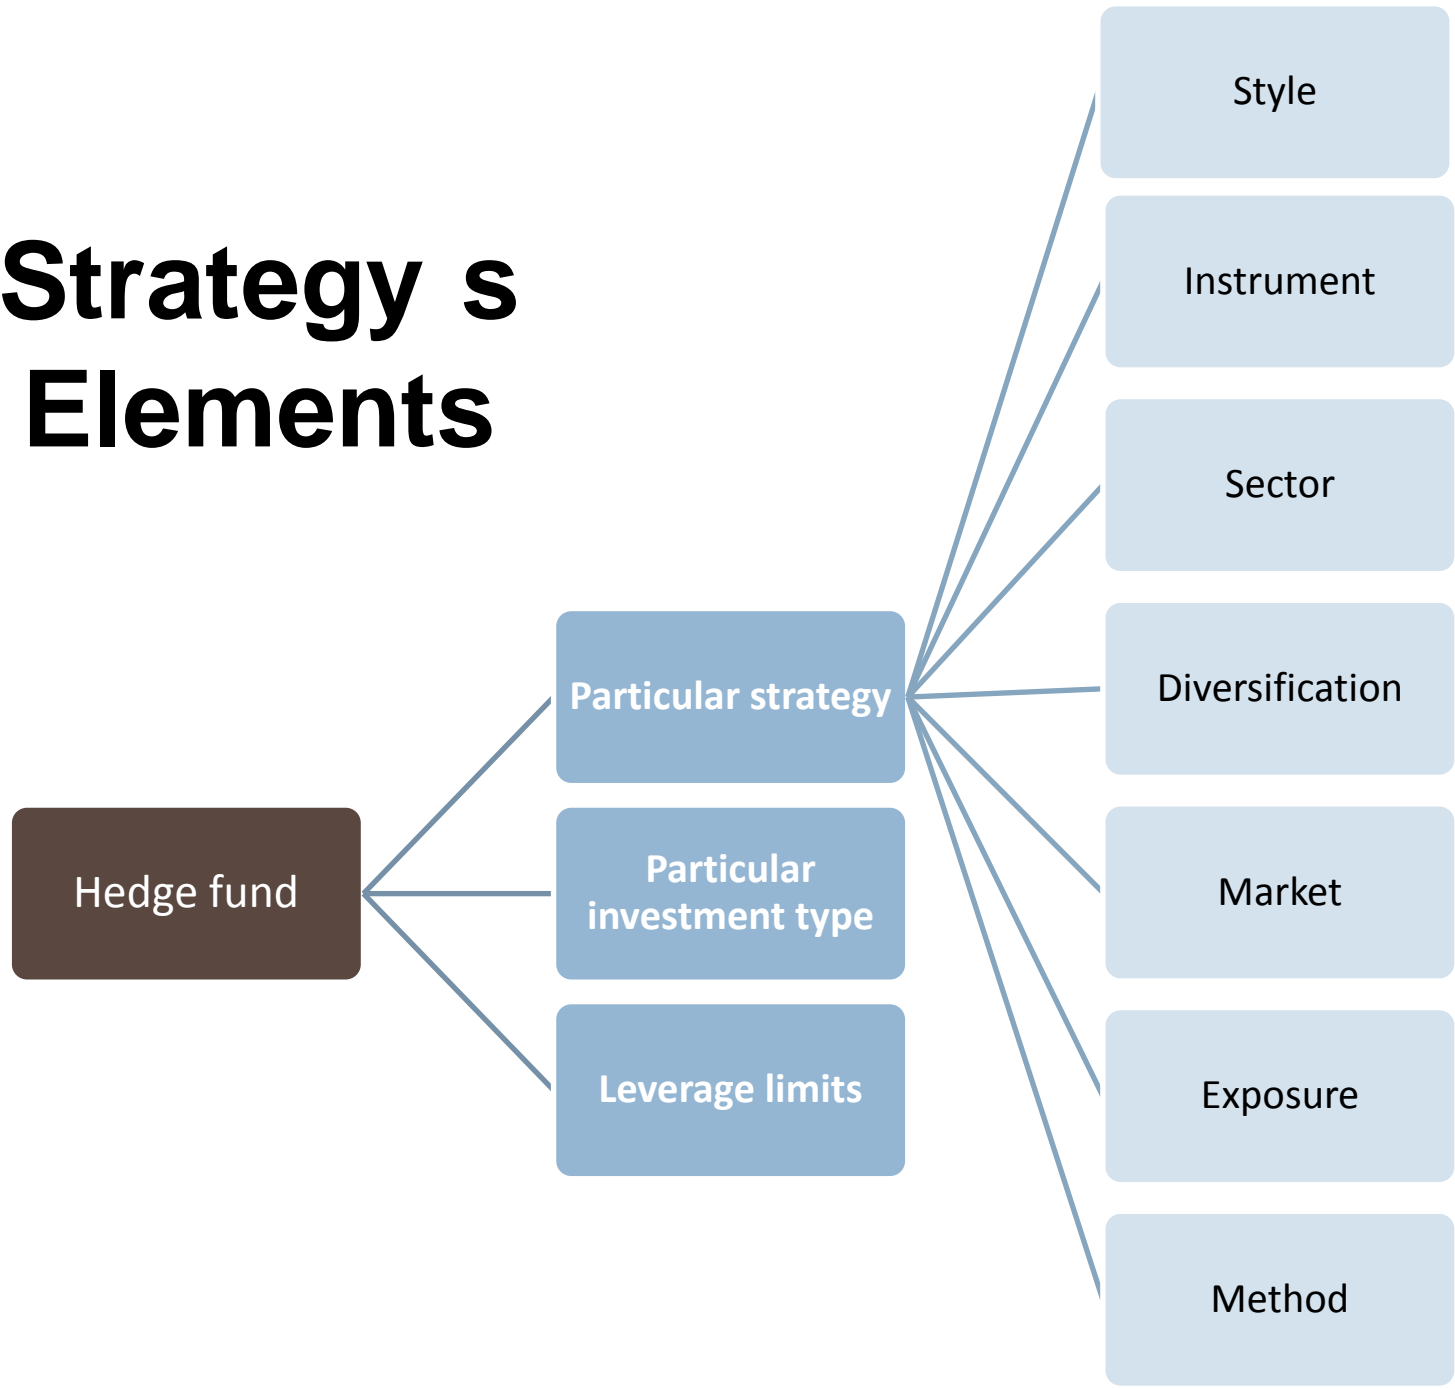 Strategy s
Elements
Hedge fund
Particular strategy
Particular
investment type
Leverage limits
Style
Instrument
Sector
Diversification
Market
Exposure
Method